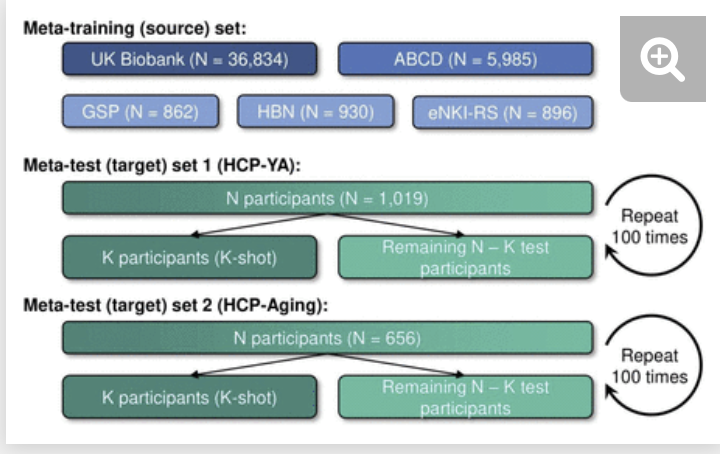 Meta-training (source) set:
UK Biobank (N = 36,834)
ABCD (N = 5,985)
GSP (N = 862)
HBN (N = 930)
eNKI-RS (N = 896)
Meta-test (target) set 1 (HCP-YA):
N participants (N = 1,019)
K participants (K-shot)
Remaining N – K test
participants
Repeat
100 times
Meta-test (target) set 2 (HCP-Aging):
N participants (N = 656)
K participants (K-shot)
Remaining N – K test
participants
Repeat
100 times